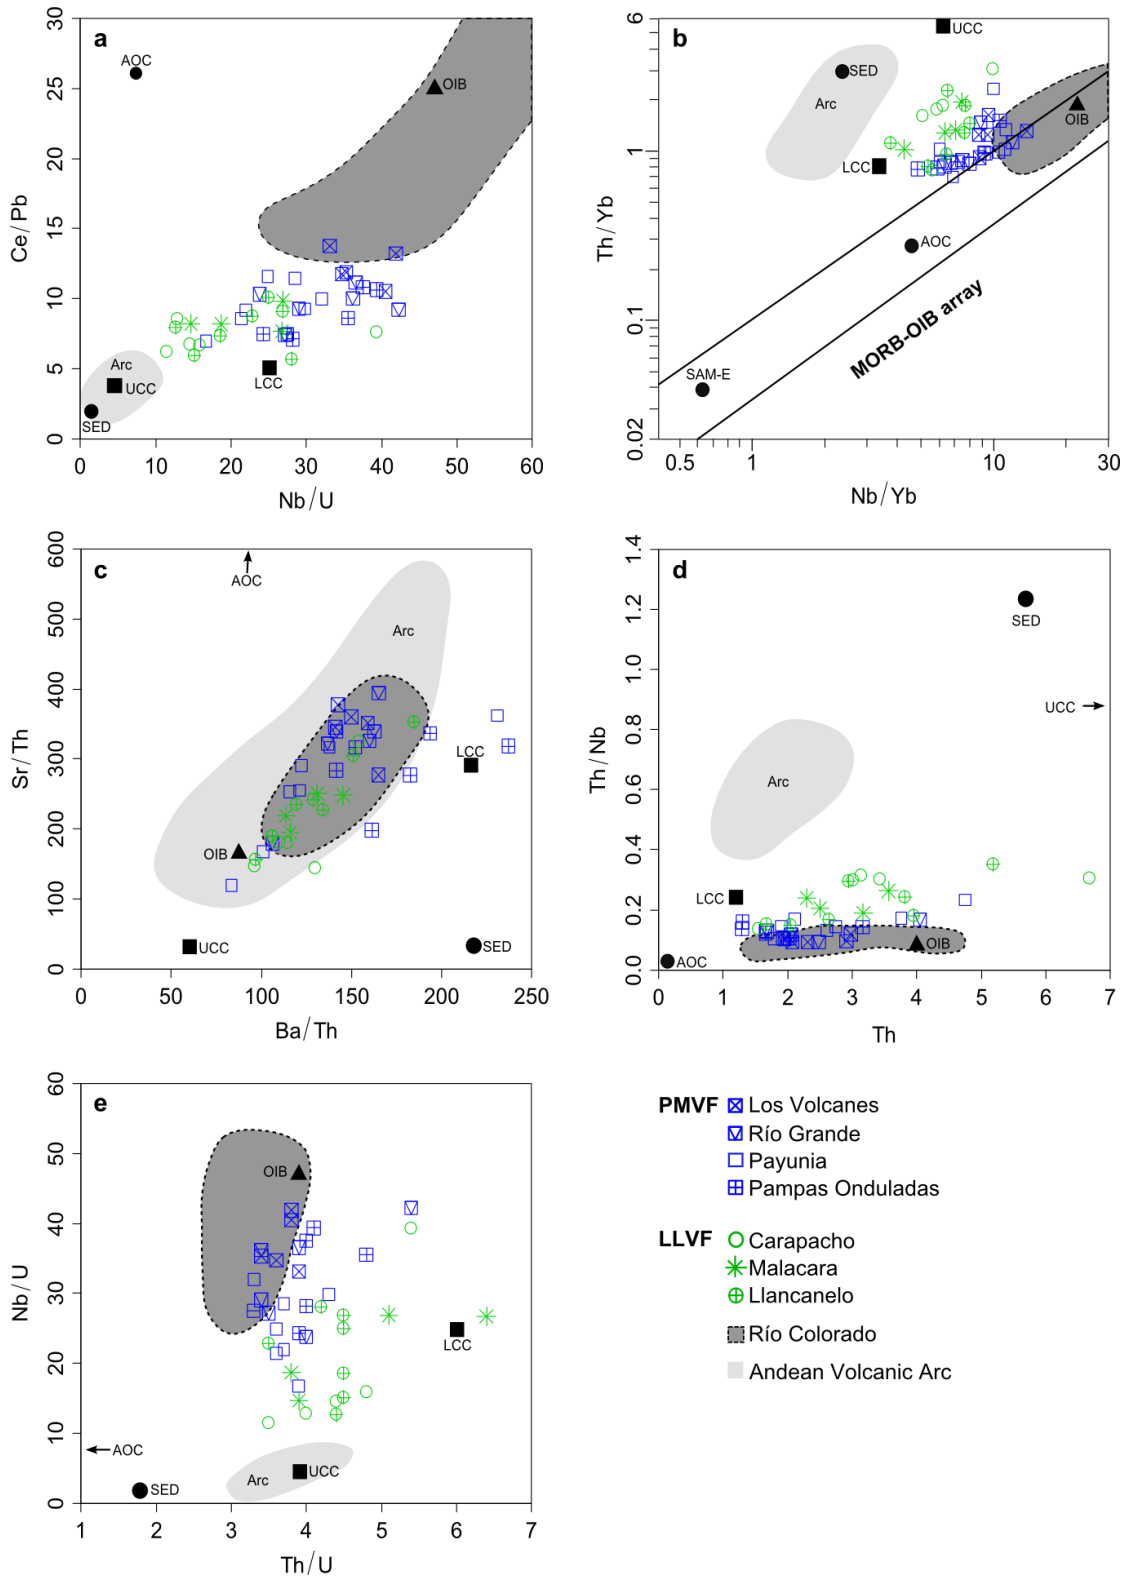 a
30
25
20
15
10
5
0
Ce/Pb
AOC
OIB
Arc
UCC
SED
LCC
0 10 20 30 40 50 60
Nb/U
b
6
1
0.1
0.02
Th/Yb
UCC
SED
Arc
OIB
LCC
AOC
MORB-OIB array
SAM-E
0.5 1 10 30
Nb/Yb
c
600
500
400
300
200
100
0
Sr/Th
AOC
Arc
LCC
OIB
UCC
SED
0 50 100 150 200 250
Ba/Th
d
1.4
1.2
1.0
0.8
0.6
0.4
0.2
0.0
Th/Nb
SED
UCC
Arc
LCC
OIB
AOC
0 1 2 3 4 5 6 7
Th
e
60
50
40
30
20
10
0
Nb/U
OIB
LCC
AOC
Arc
UCC
SED
1 2 3 4 5 6 7
Th/U
PMVF Los Volcanes
Río Grande
Payunia
Pampas Onduladas
LLVF Carapacho
Malacara
Llancanelo
Río Colorado
Andean Volcanic Arc